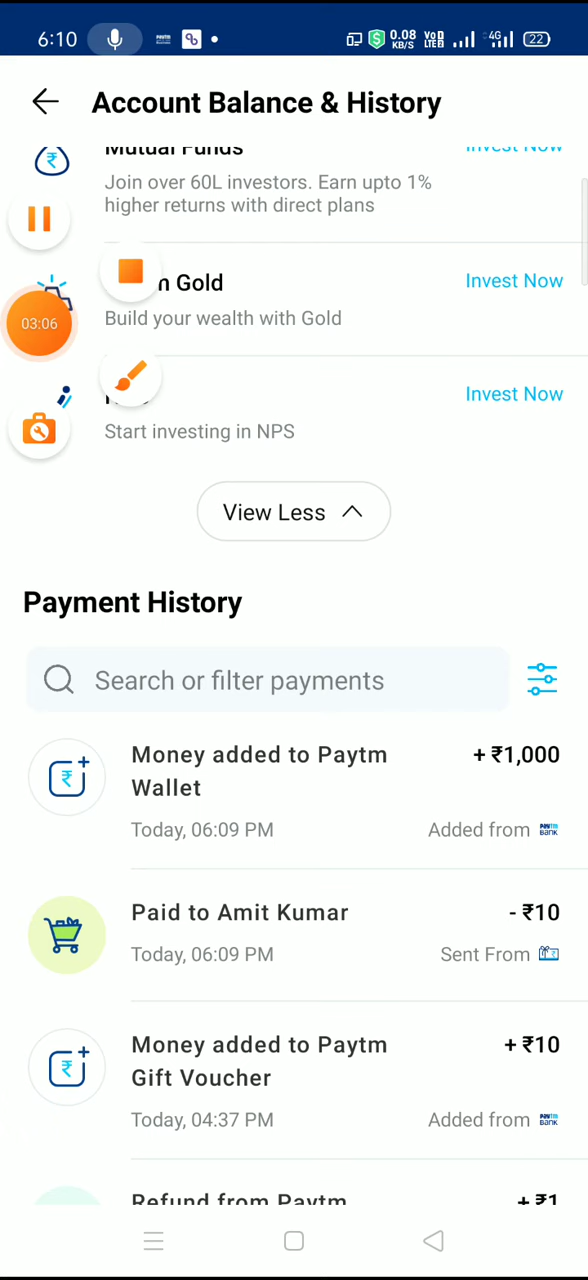 6:10
0.08
KB/S
4G
22
Account Balance & History
Mutual Funds
Invest Now
Join over 60L investors. Earn upto 1%
higher returns with direct plans
Gold
Invest Now
Build your wealth with Gold
03:06
Invest Now
Start investing in NPS
View Less
Payment History
Search or filter payments
Money added to Paytm
Wallet
+ ₹1,000
Today, 06:09 PM
Added from Paytm BANK
Paid to Amit Kumar
- ₹10
Today, 06:09 PM
Sent From
Money added to Paytm
Gift Voucher
+ ₹10
Today, 04:37 PM
Added from Paytm BANK
Refund from Paytm
+ ₹1